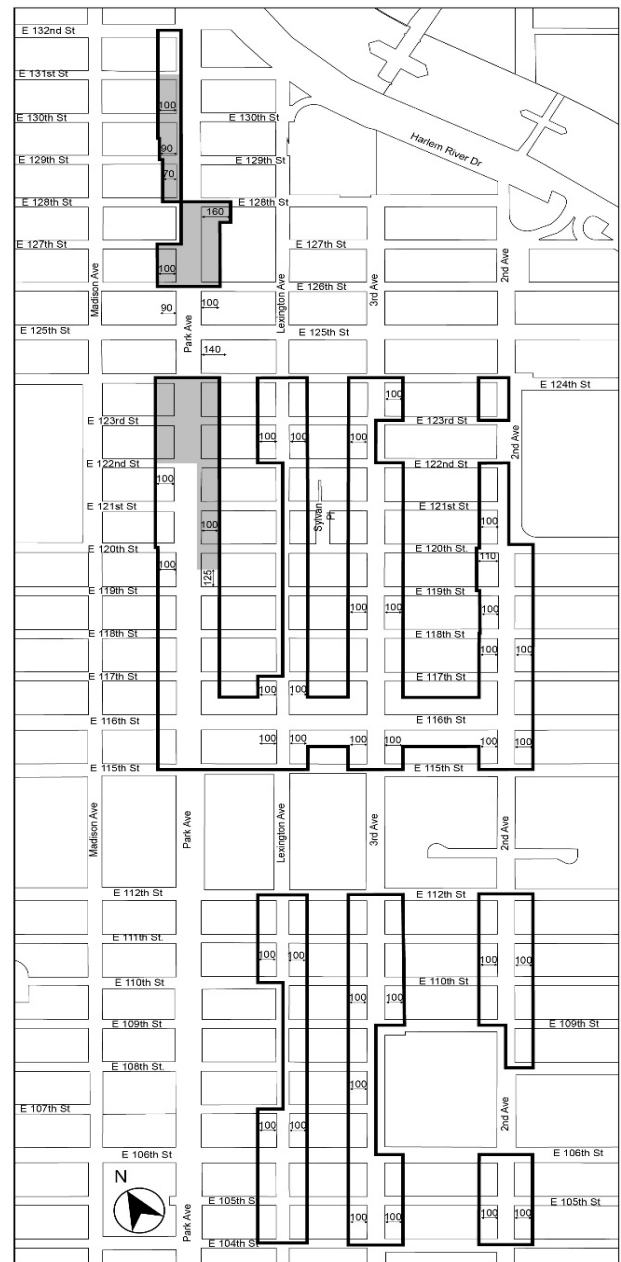 E 132nd St
E 131st St
100
E 130th St
E 130th St
90
E 129th St
E 129th St
70
Harlem River Dr
E 128th St
E 128th St
160
E 127th St
E 127th St
Madison Ave
100
Lexington Ave
3rd Ave
2nd Ave
E 126th St
90
100
Park Ave
E 125th St
E 125th St
140
E 124th St
100
E 123rd St
E 123rd St
100
100
100
2nd Ave
E 122nd St
E 122nd St
100
E 121st St
E 121st St
100
Sylvan Pl
100
E 120th St
E 120th St.
110
100
125
E 119th St
E 119th St
100
100
100
E 118th St
E 118th St
100
100
E 117th St
E 117th St
100
100
E 116th St
E 116th St
100
100
100
100
100
100
E 115th St
E 115th St
Madison Ave
Park Ave
Lexington Ave
3rd Ave
2nd Ave
E 112th St
E 112th St
E 111th St.
100
100
100
100
E 110th St
E 110th St
100
100
E 109th St
E 109th St
E 108th St.
100
E 107th St
100
100
2nd Ave
E 106th St
E 106th St
N
E 105th St
E 105th St
100
100
100
100
Park Ave
E 104th St